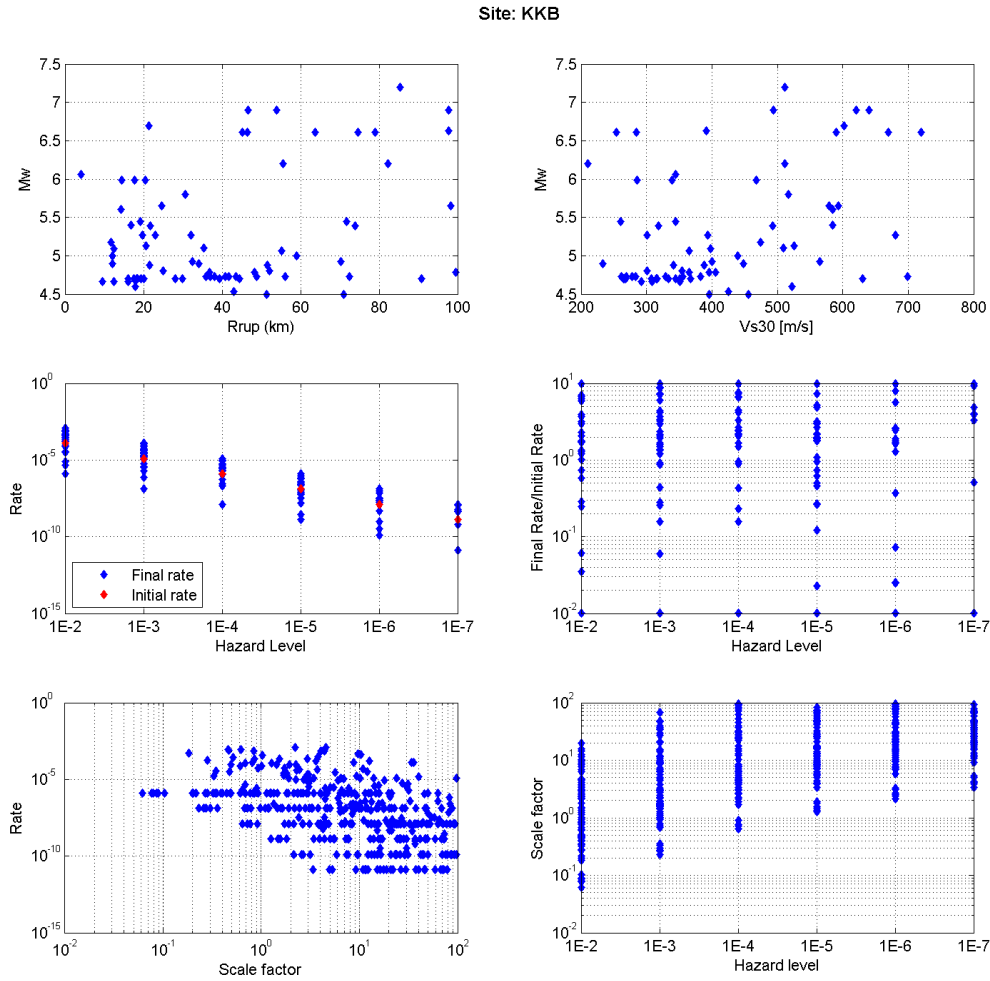 Site: KKB
7.5
7
6.5
6
5.5
5
4.5
Mw
0
20
40
60
80
100
Rrup (km)
7.5
7
6.5
6
5.5
5
4.5
Mw
200
300
400
500
600
700
800
Vs30 [m/s]
10^0
10^-5
10^-10
10^-15
Rate
Final rate
Initial rate
1E-2
1E-3
1E-4
1E-5
1E-6
1E-7
Hazard Level
10^1
10^0
10^-1
10^-2
Final Rate/Initial Rate
1E-2
1E-3
1E-4
1E-5
1E-6
1E-7
Hazard Level
10^0
10^-5
10^-10
10^-15
Rate
10^-2
10^-1
10^0
10^1
10^2
Scale factor
10^2
10^1
10^0
10^-1
10^-2
Scale factor
1E-2
1E-3
1E-4
1E-5
1E-6
1E-7
Hazard level